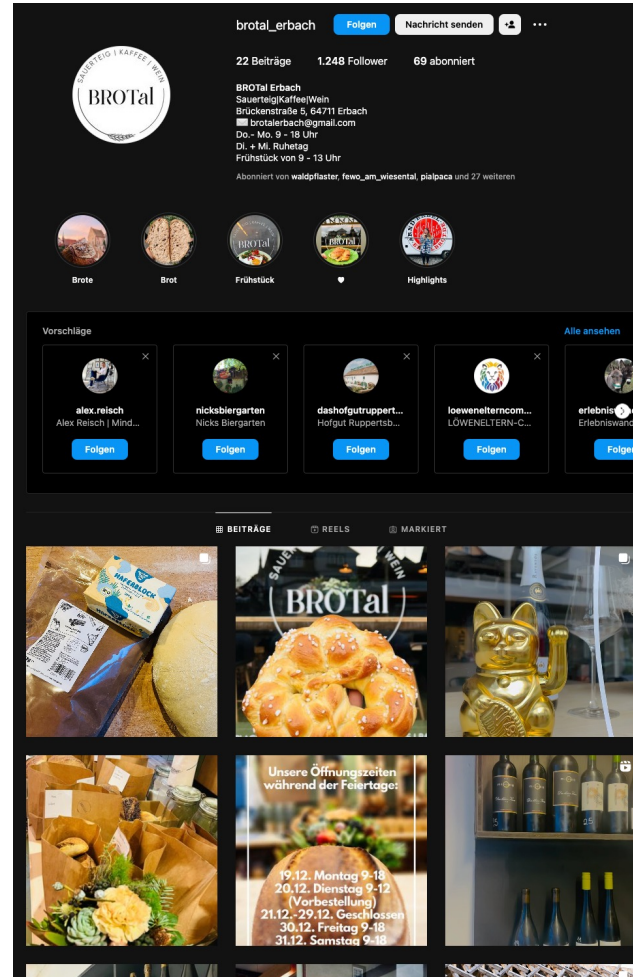 brotal_erbach Folgen Nachricht senden
22 Beiträge 1.248 Follower 69 abonniert
SAUERTEIG | KAFFEE | WEIN
BROTal
BROTal Erbach
Sauerteig|Kaffee|Wein
Brückenstraße 5, 64711 Erbach
brotalerbach@gmail.com
Do.- Mo. 9 - 18 Uhr
Di. + Mi. Ruhetag
Frühstück von 9 - 13 Uhr
Abonniert von waldpflaster, fewo_am_wiesental, pialpaca und 27 weiteren
BROTal
BROTal
Brote Brot Frühstück Highlights
Vorschläge Alle ansehen
alex.reisch nicksbiergarten dashofgutruppert... loewenelterncom...
Alex Reisch | Mind... Nicks Biergarten Hofgut Ruppertsb... LÖWENELTERN-C...
Erlebniswand
Folgen Folgen Folgen Folgen Folgen
BEITRÄGE REELS MARKIERT
HAFERBLOCK
SAUER WEIN
BROTal
Unsere Öffnungszeiten
während der Feiertage:
19.12. Montag 9-18
20.12. Dienstag 9-12
(Vorbestellung)
21.12.-29.12. Geschlossen
30.12. Freitag 9-18
31.12. Samstag 9-18